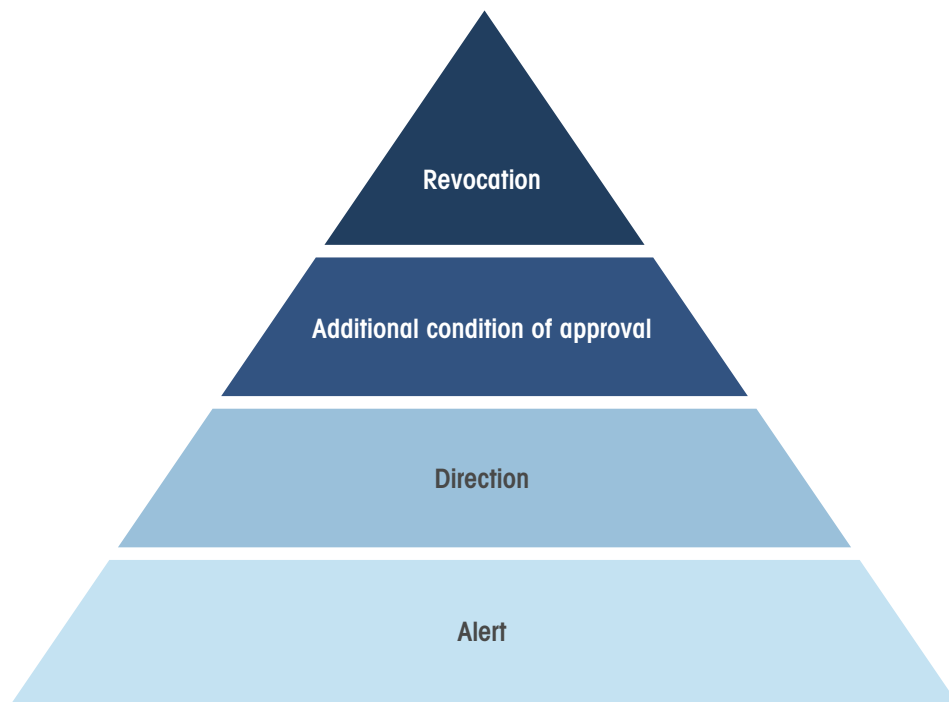 Revocation
Additional condition of approval
Direction
Alert